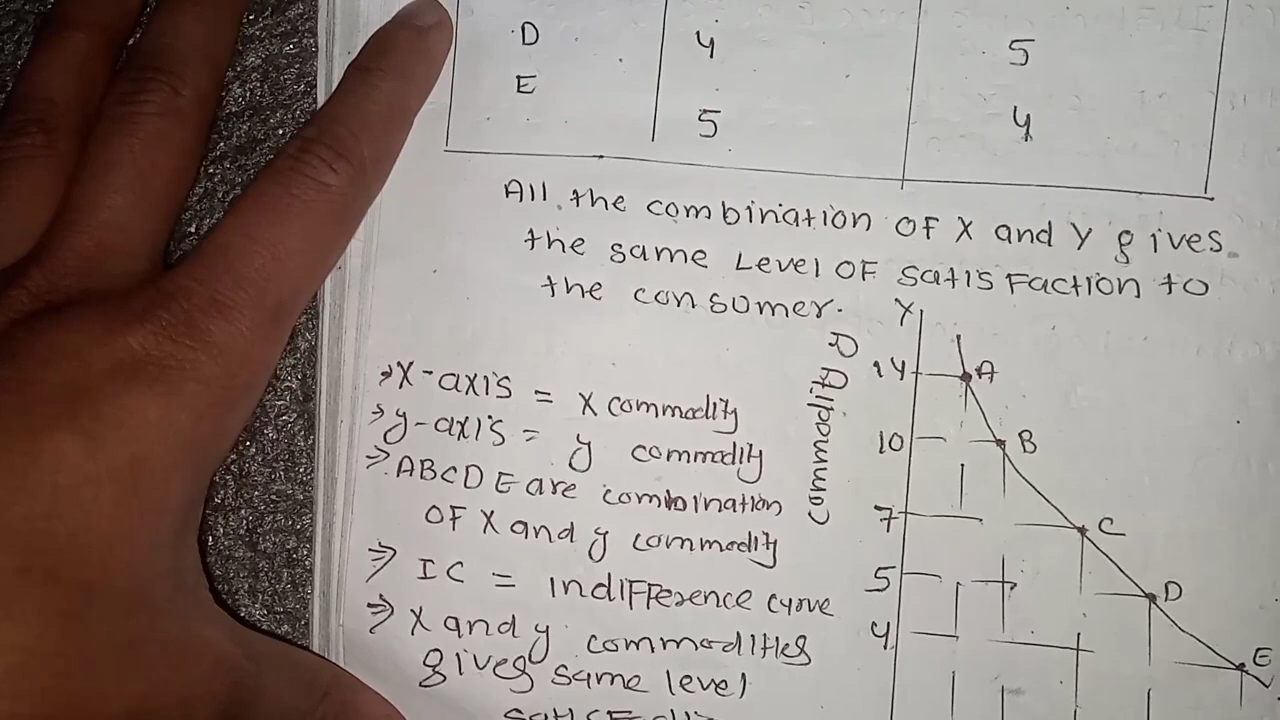 D 4 5
E 5 4
All the combination OF X and Y gives
the same Level OF satisfaction to
the consumer.
→ X-axis = X commodity
→ y-axis = y commodity
⇒ ABCDE are combination
OF X and y commodity
⇒ IC = indifference curve
⇒ X and y commodities
gives same level
Y
commodity
14 A
10 B
7 C
5 D
4 E